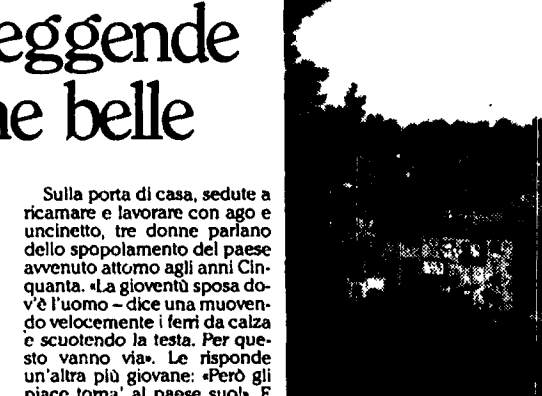 eggende
ne belle
Sulla porta di casa, sedute a
ricamare e lavorare con ago e
uncinetto, tre donne parlano
dello spopolamento del paese
avvenuto attorno agli anni Cin-
quanta. «La gioventù sposa do-
v'è l'uomo – dice una muoven-
do velocemente i ferri da calza
e scuotendo la testa. Per que-
sto vanno via». Le risponde
un'altra più giovane: «Però gli
piace torna' al paese suo!». E